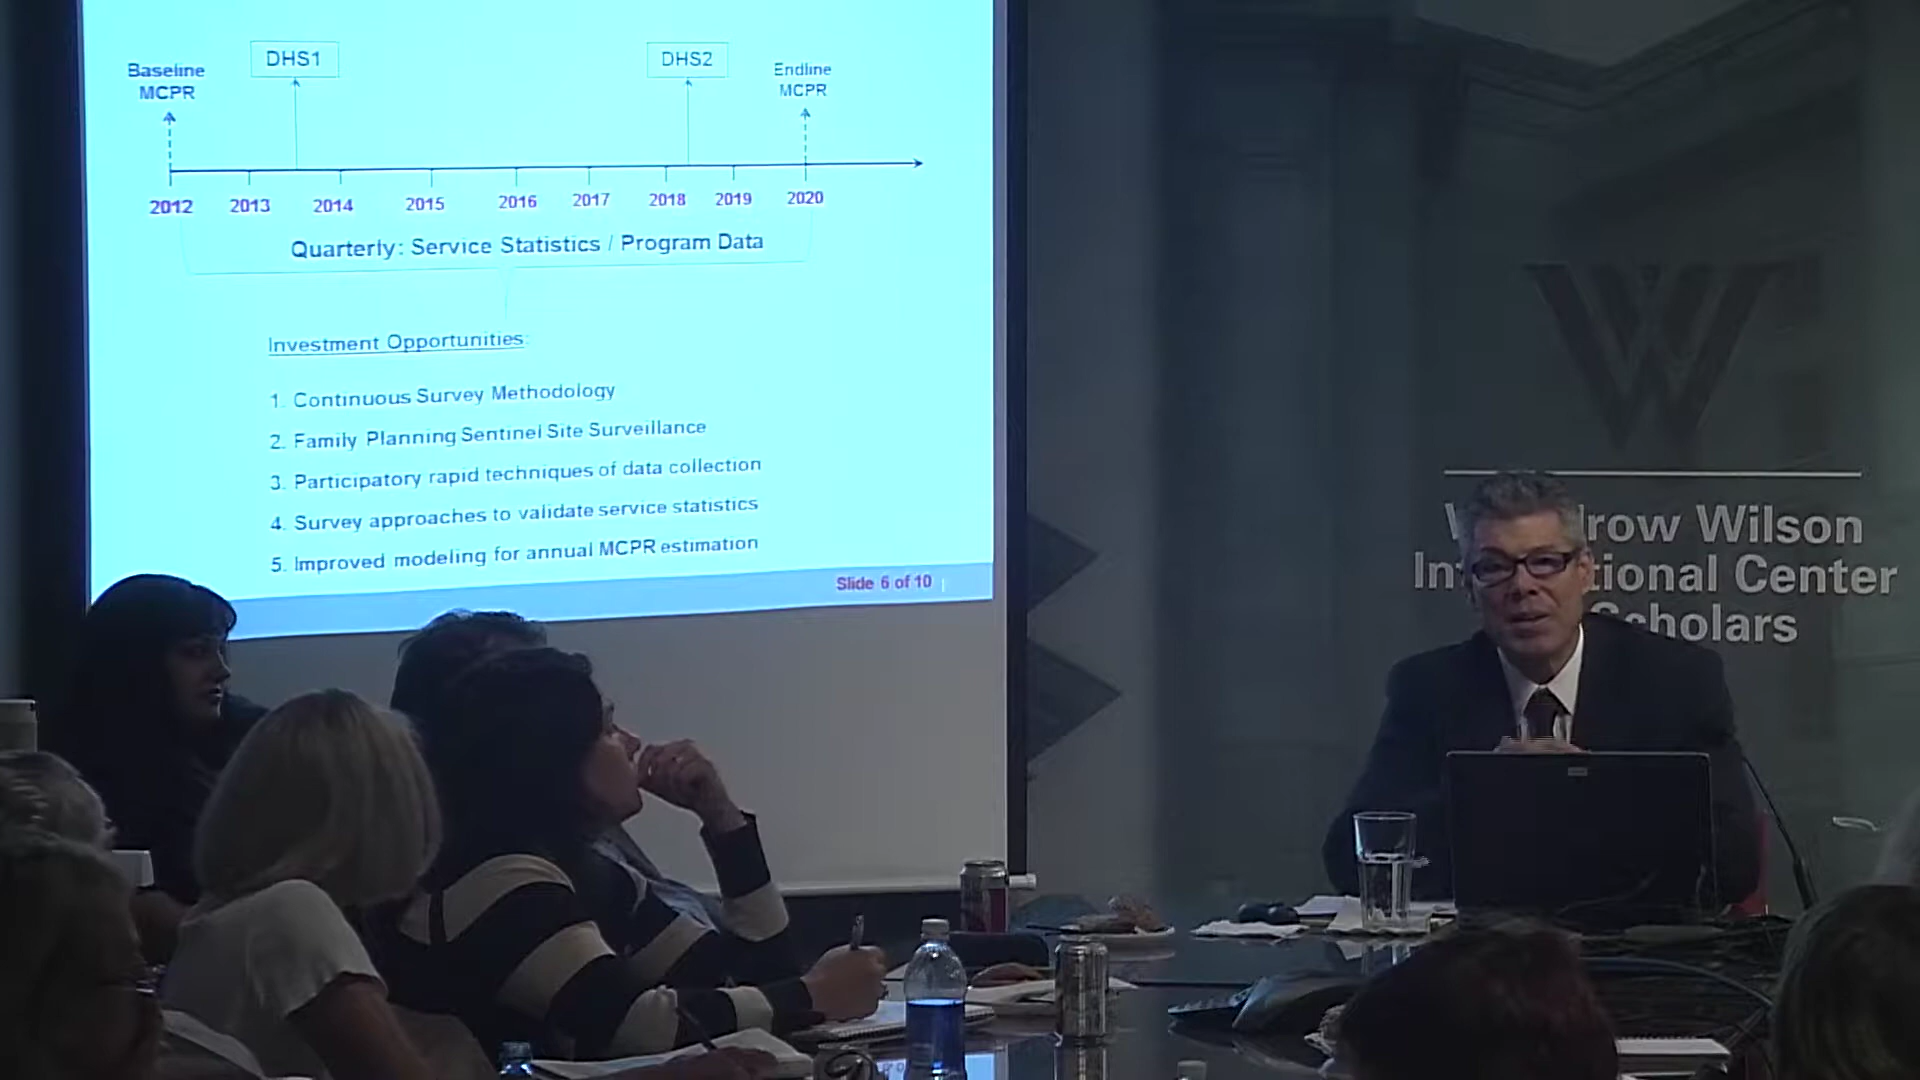 DHS1
DHS2
Baseline
MCPR
Endline
MCPR
2012 2013 2014 2015 2016 2017 2018 2019 2020
Quarterly: Service Statistics / Program Data
Investment Opportunities:
1. Continuous Survey Methodology
2. Family Planning Sentinel Site Surveillance
3. Participatory rapid techniques of data collection
4. Survey approaches to validate service statistics
5. Improved modeling for annual MCPR estimation
Slide 6 of 10
W
drow Wilson
In tional Center
Scholars